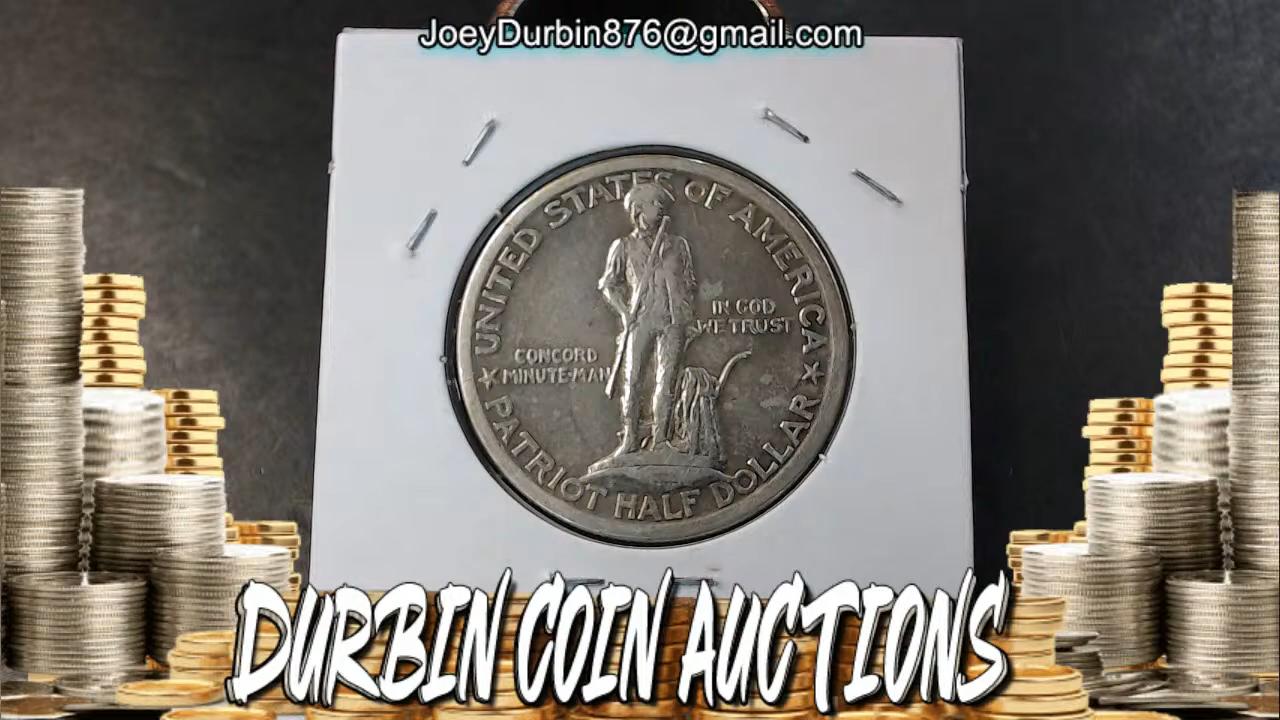 JoeyDurbin876@gmail.com
UNITED STATES OF AMERICA
IN GOD
WE TRUST
CONCORD
MINUTE-MAN
PATRIOT HALF DOLLAR
DURBIN COIN AUCTIONS